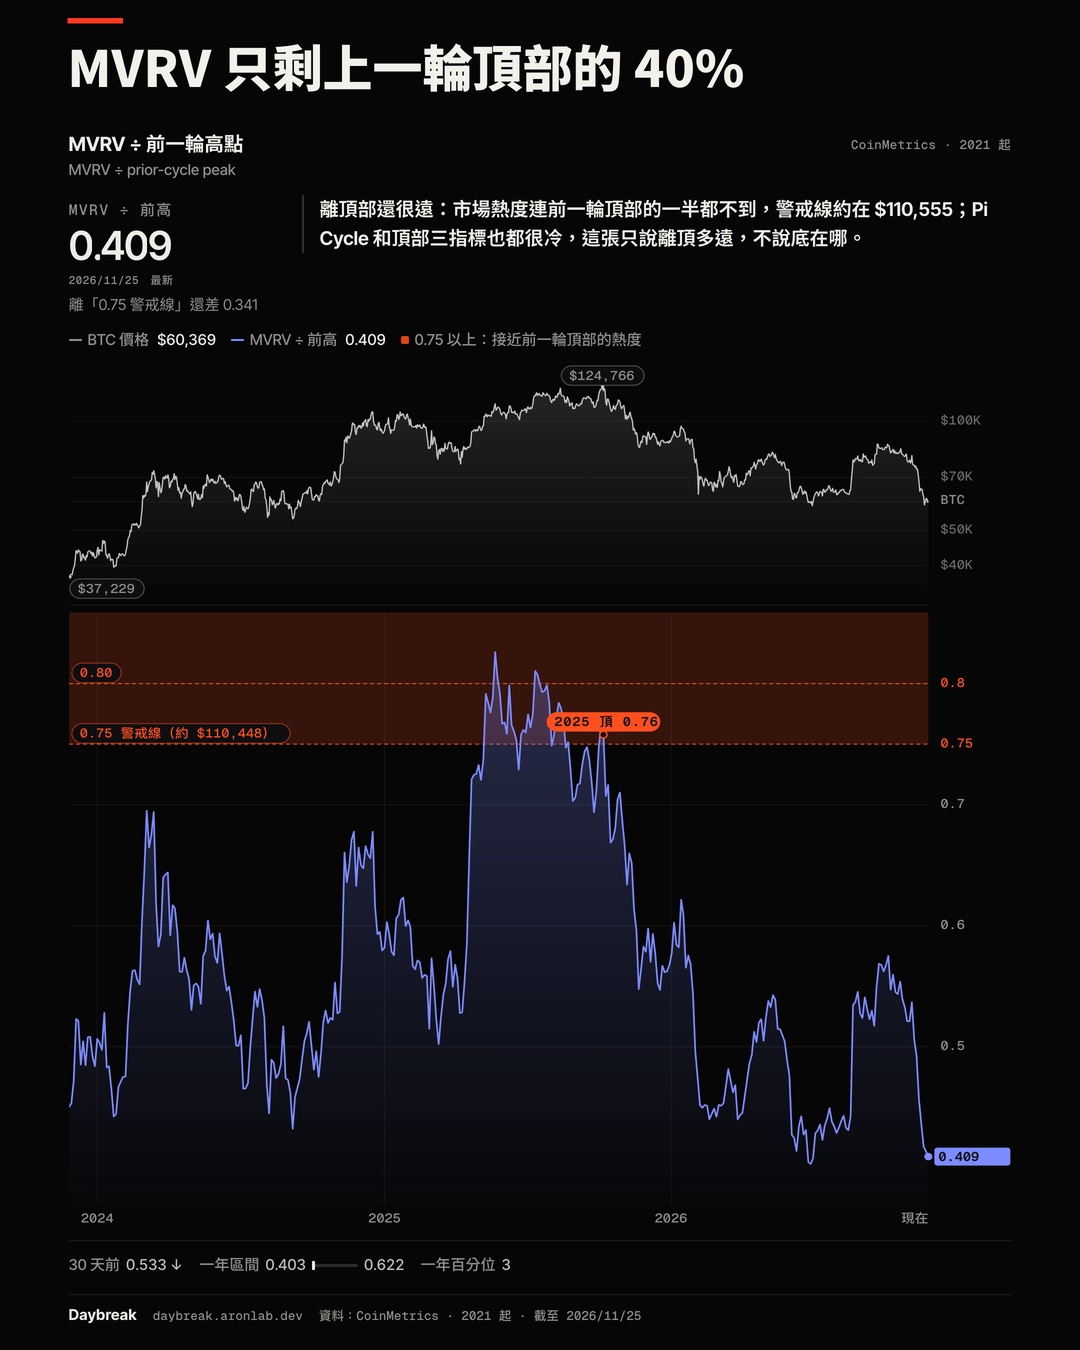 MVRV 只剩上一輪頂部的 40%
MVRV ÷ 前一輪高點
CoinMetrics · 2021 起
MVRV ÷ prior-cycle peak
MVRV ÷ 前高
0.409
2026/11/25 最新
離「0.75 警戒線」還差 0.341
離頂部還很遠：市場熱度連前一輪頂部的一半都不到，警戒線約在 $110,555；Pi
Cycle 和頂部三指標也都很冷，這張只說離頂多遠，不說底在哪。
BTC 價格 $60,369 MVRV ÷ 前高 0.409 0.75 以上：接近前一輪頂部的熱度
$124,766
$100K
$70K
BTC
$50K
$40K
$37,229
0.80
0.8
2025 頂 0.76
0.75 警戒線 (約 $110,448)
0.75
0.7
0.6
0.5
0.409
2024
2025
2026
現在
30 天前 0.533 ↓ 一年區間 0.403 0.622 一年百分位 3
Daybreak daybreak.aronlab.dev 資料：CoinMetrics · 2021 起 · 截至 2026/11/25